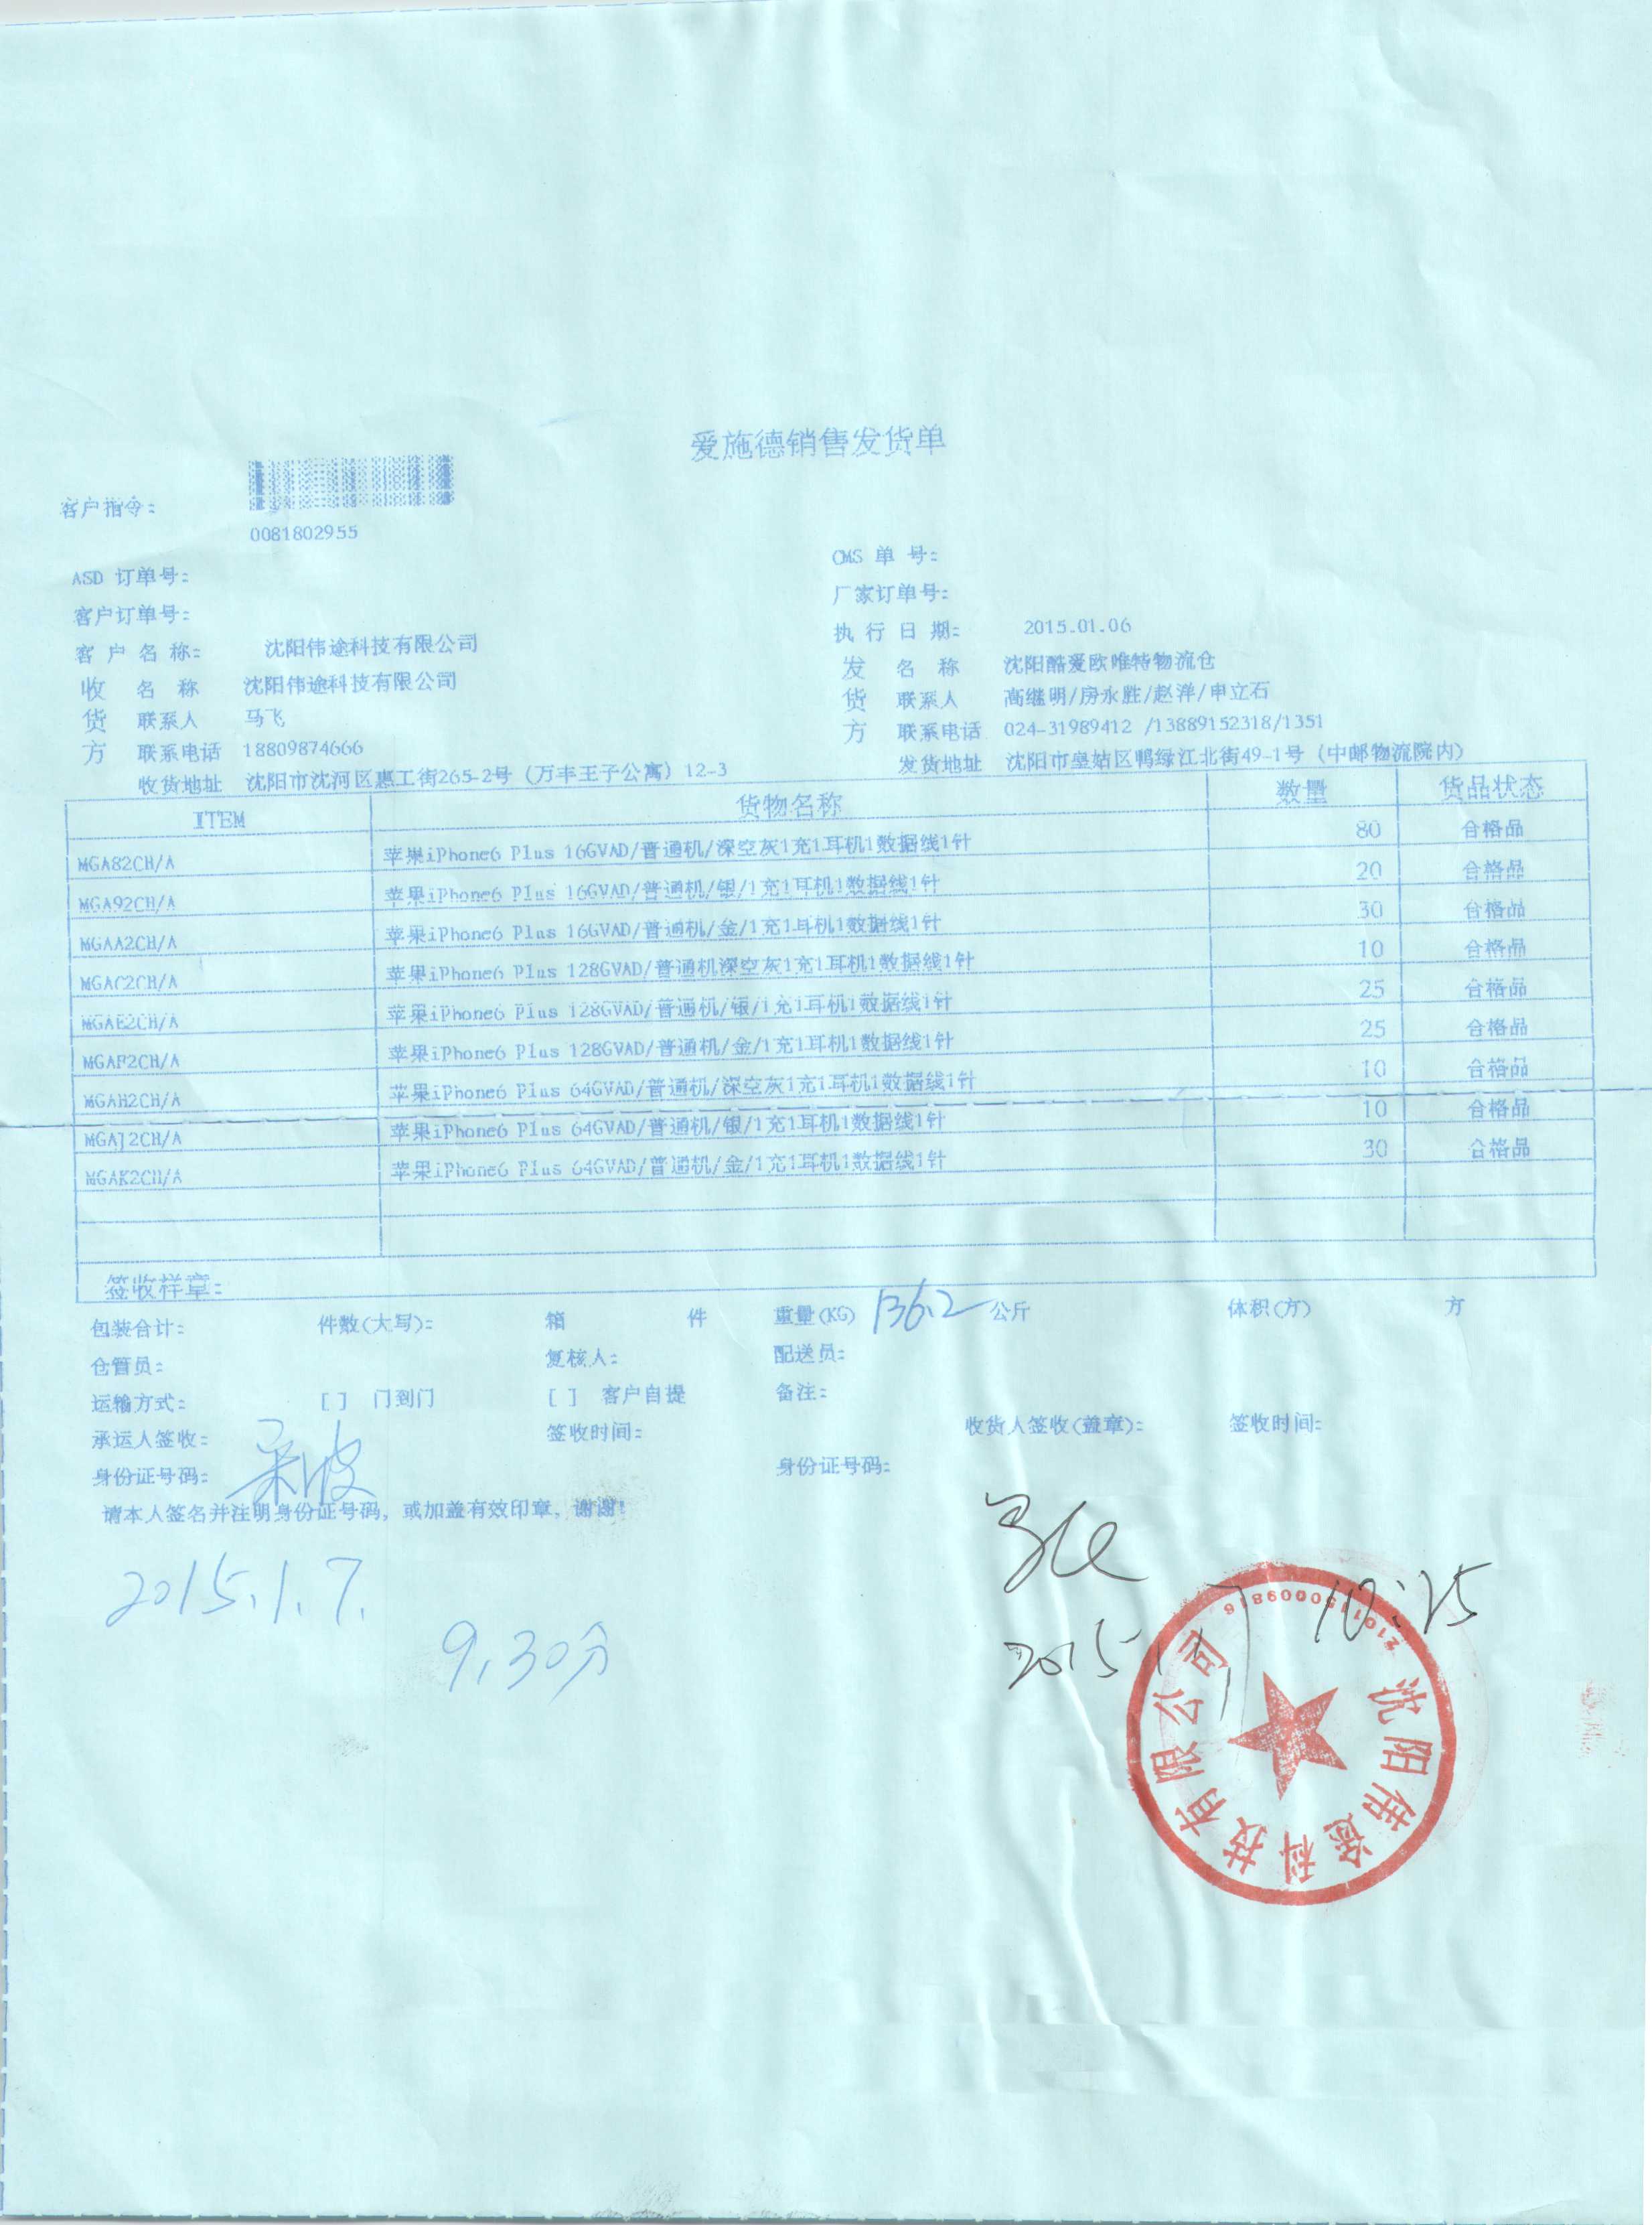 爱施德销售发货单
客户指令：
0081802955
ASD 订单号：
CMS 单 号：
客户订单号：
厂家订单号：
客 户 名 称： 沈阳伟途科技有限公司
执 行 日 期： 2015.01.06
收货方 名 称 沈阳伟途科技有限公司
发货方 名 称 沈阳酷爱欧唯特物流仓
联系人 马飞
联系人 高继明/房永胜/赵洋/申立石
联系电话 18809874666
联系电话 024-31989412 /13889152318/1351
收货地址 沈阳市沈河区惠工街265-2号（万丰王子公寓）12-3
发货地址 沈阳市皇姑区鸭绿江北街49-1号（中邮物流院内）
ITEM 货物名称 数量 货品状态
MGA82CH/A 苹果iPhone6 Plus 16GVAD/普通机/深空灰1充1耳机1数据线1针 80 合格品
MGA92CH/A 苹果iPhone6 Plus 16GVAD/普通机/银/1充1耳机1数据线1针 20 合格品
MGAA2CH/A 苹果iPhone6 Plus 16GVAD/普通机/金/1充1耳机1数据线1针 30 合格品
MGAC2CH/A 苹果iPhone6 Plus 128GVAD/普通机深空灰1充1耳机1数据线1针 10 合格品
MGAE2CH/A 苹果iPhone6 Plus 128GVAD/普通机/银/1充1耳机1数据线1针 25 合格品
MGAF2CH/A 苹果iPhone6 Plus 128GVAD/普通机/金/1充1耳机1数据线1针 25 合格品
MGAH2CH/A 苹果iPhone6 Plus 64GVAD/普通机/深空灰1充1耳机1数据线1针 10 合格品
MGAJ2CH/A 苹果iPhone6 Plus 64GVAD/普通机/银/1充1耳机1数据线1针 10 合格品
MGAK2CH/A 苹果iPhone6 Plus 64GVAD/普通机/金/1充1耳机1数据线1针 30 合格品
签收样章：
包装合计： 件数(大写)： 箱 件 重量(KG) 136.2 公斤 体积(方) 方
仓管员： 复核人： 配送员：
运输方式： [ ] 门到门 [ ] 客户自提 备注：
承运人签收： 签收时间： 收货人签收(盖章)： 签收时间：
身份证号码： 身份证号码：
请本人签名并注明身份证号码，或加盖有效印章，谢谢！
马飞
2015.1.7.
9.30分
2015.1.7 10:25
沈阳伟途科技有限公司